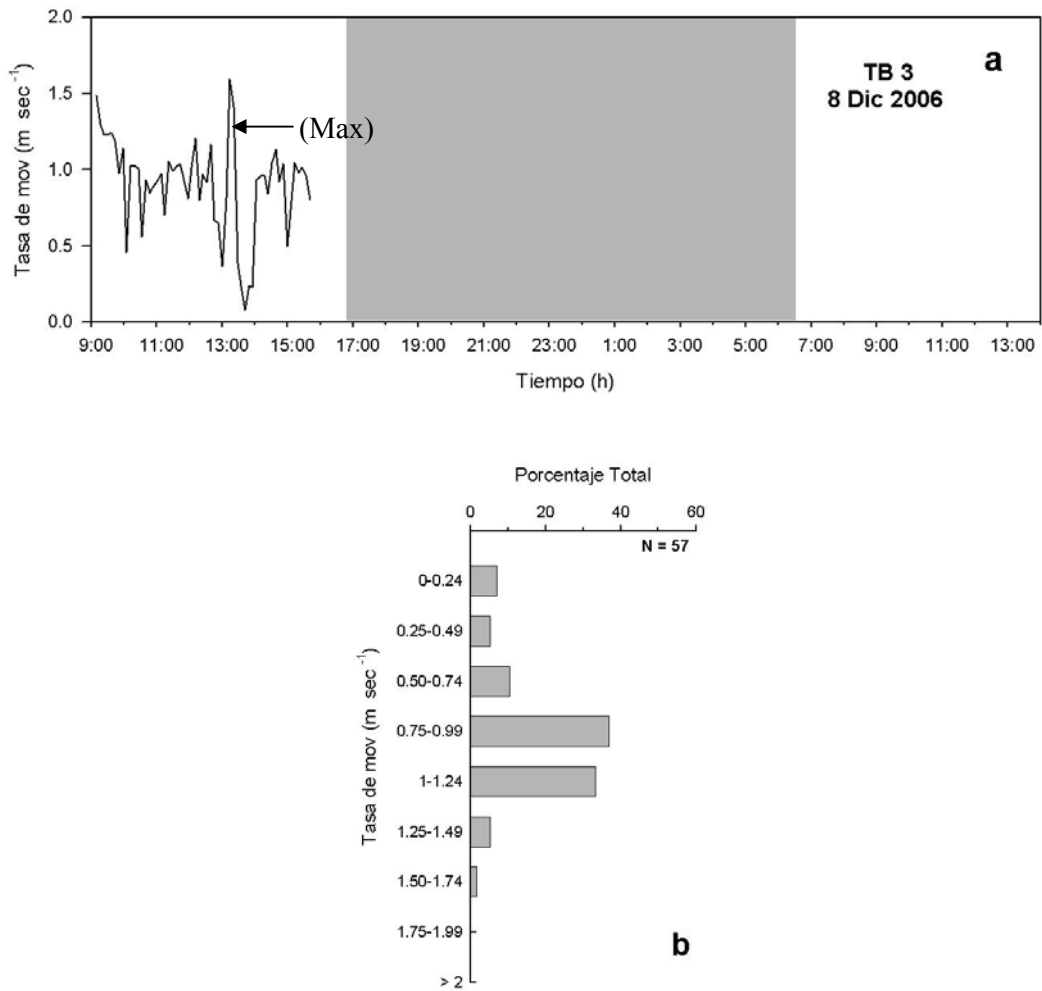 2.0
1.5
1.0
0.5
0.0
Tasa de mov (m sec -1)
a
TB 3
8 Dic 2006
(Max)
9:00 11:00 13:00 15:00 17:00 19:00 21:00 23:00 1:00 3:00 5:00 7:00 9:00 11:00 13:00
Tiempo (h)
Porcentaje Total
0 20 40 60
N = 57
Tasa de mov (m sec -1)
0-0.24
0.25-0.49
0.50-0.74
0.75-0.99
1-1.24
1.25-1.49
1.50-1.74
1.75-1.99
> 2
b